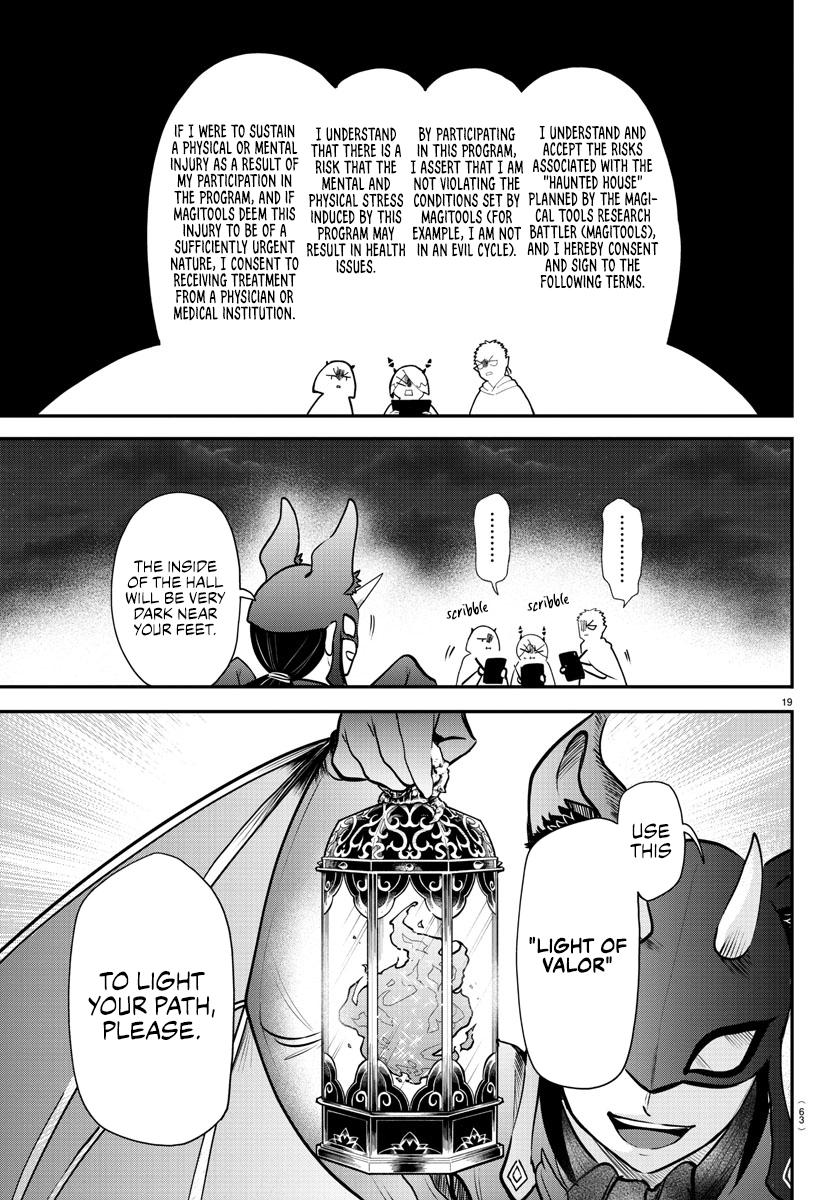 I UNDERSTAND AND
ACCEPT THE RISKS
ASSOCIATED WITH THE
"HAUNTED HOUSE"
PLANNED BY THE MAGI-
CAL TOOLS RESEARCH
BATTLER (MAGITOOLS),
AND I HEREBY CONSENT
AND SIGN TO THE
FOLLOWING TERMS.
BY PARTICIPATING
IN THIS PROGRAM,
I ASSERT THAT I AM
NOT VIOLATING THE
CONDITIONS SET BY
MAGITOOLS (FOR
EXAMPLE, I AM NOT
IN AN EVIL CYCLE).
I UNDERSTAND
THAT THERE IS A
RISK THAT THE
MENTAL AND
PHYSICAL STRESS
INDUCED BY THIS
PROGRAM MAY
RESULT IN HEALTH
ISSUES.
IF I WERE TO SUSTAIN
A PHYSICAL OR MENTAL
INJURY AS A RESULT OF
MY PARTICIPATION IN
THE PROGRAM, AND IF
MAGITOOLS DEEM THIS
INJURY TO BE OF A
SUFFICIENTLY URGENT
NATURE, I CONSENT TO
RECEIVING TREATMENT
FROM A PHYSICIAN OR
MEDICAL INSTITUTION.
.........
.........
scribble
scribble
THE INSIDE
OF THE HALL
WILL BE VERY
DARK NEAR
YOUR FEET.
19
USE
THIS
"LIGHT OF
VALOR"
TO LIGHT
YOUR PATH,
PLEASE.
(63)